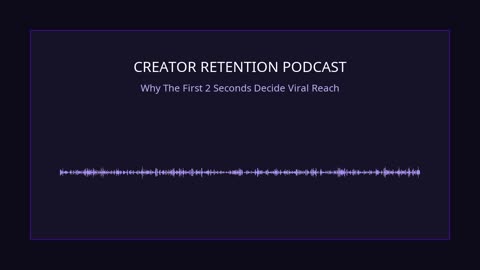 CREATOR RETENTION PODCAST
Why The First 2 Seconds Decide Viral Reach